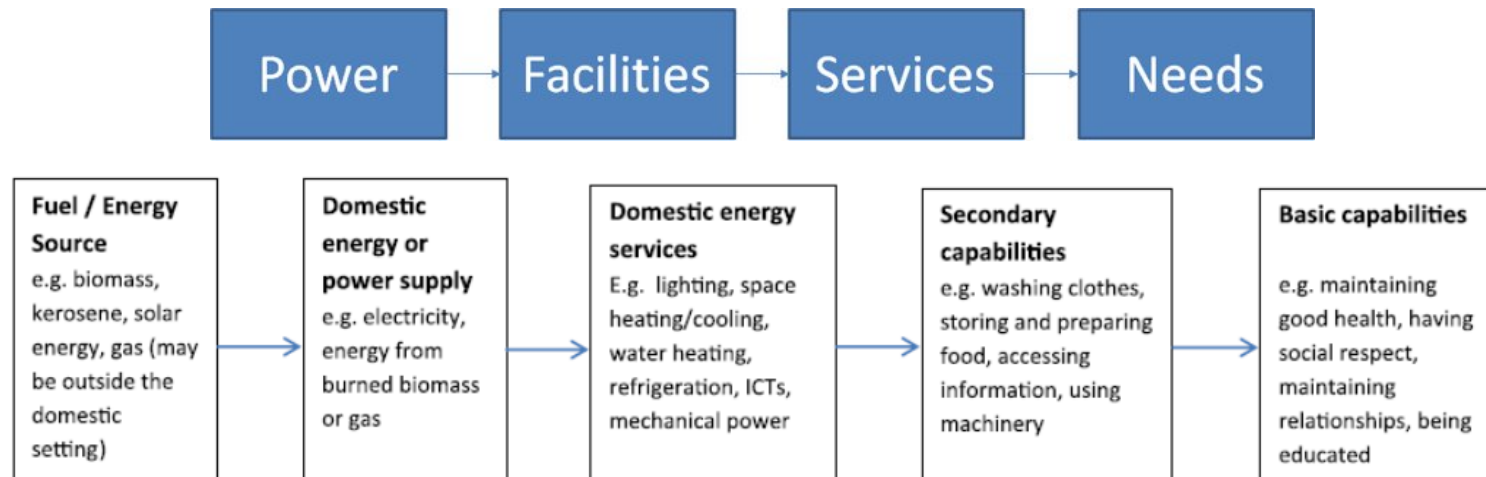 Power
Facilities
Services
Needs
Fuel / Energy
Source
e.g. biomass,
kerosene, solar
energy, gas (may
be outside the
domestic
setting)
Domestic
energy or
power supply
e.g. electricity,
energy from
burned biomass
or gas
Domestic energy
services
E.g. lighting, space
heating/cooling,
water heating,
refrigeration, ICTs,
mechanical power
Secondary
capabilities
e.g. washing clothes,
storing and preparing
food, accessing
information, using
machinery
Basic capabilities
e.g. maintaining
good health, having
social respect,
maintaining
relationships, being
educated